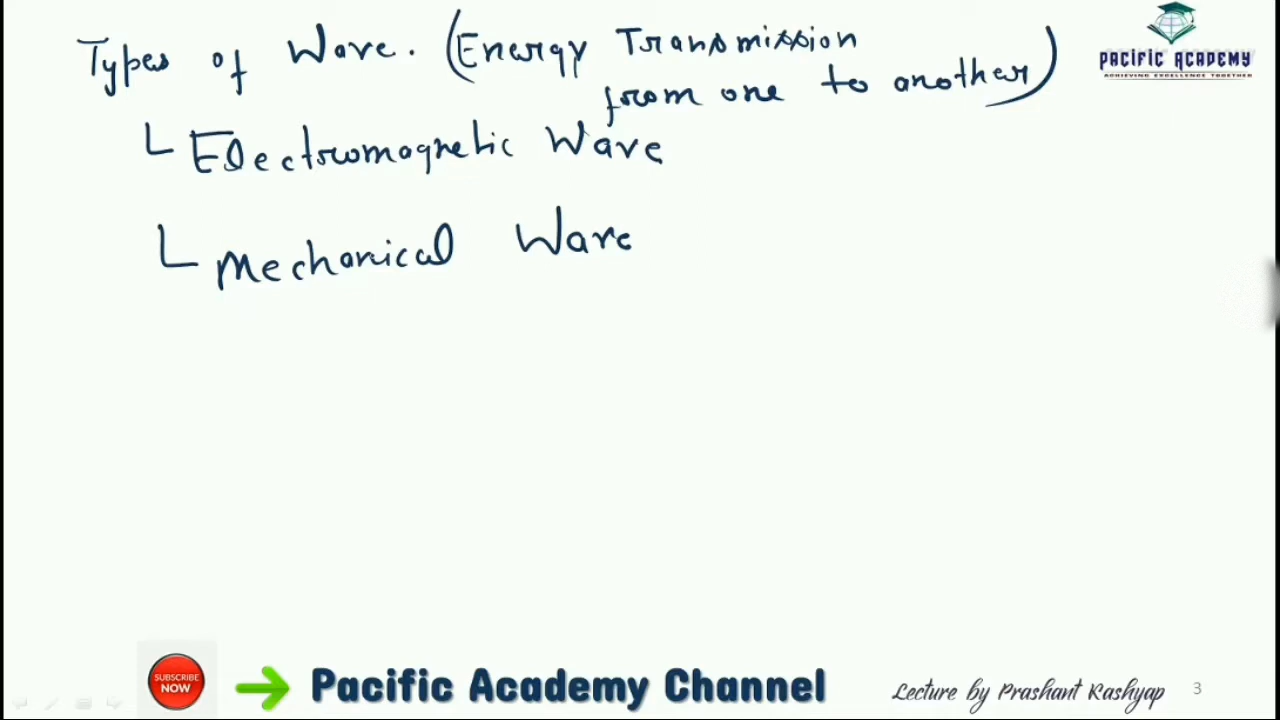 Types of Wave. (Energy Transmission
from one to another)
Electromagnetic Wave
Mechanical Wave
PACIFIC ACADEMY
ACHIEVING EXCELLENCE TOGETHER
SUBSCRIBE
NOW
Pacific Academy Channel
Lecture by Prashant Kashyap
3